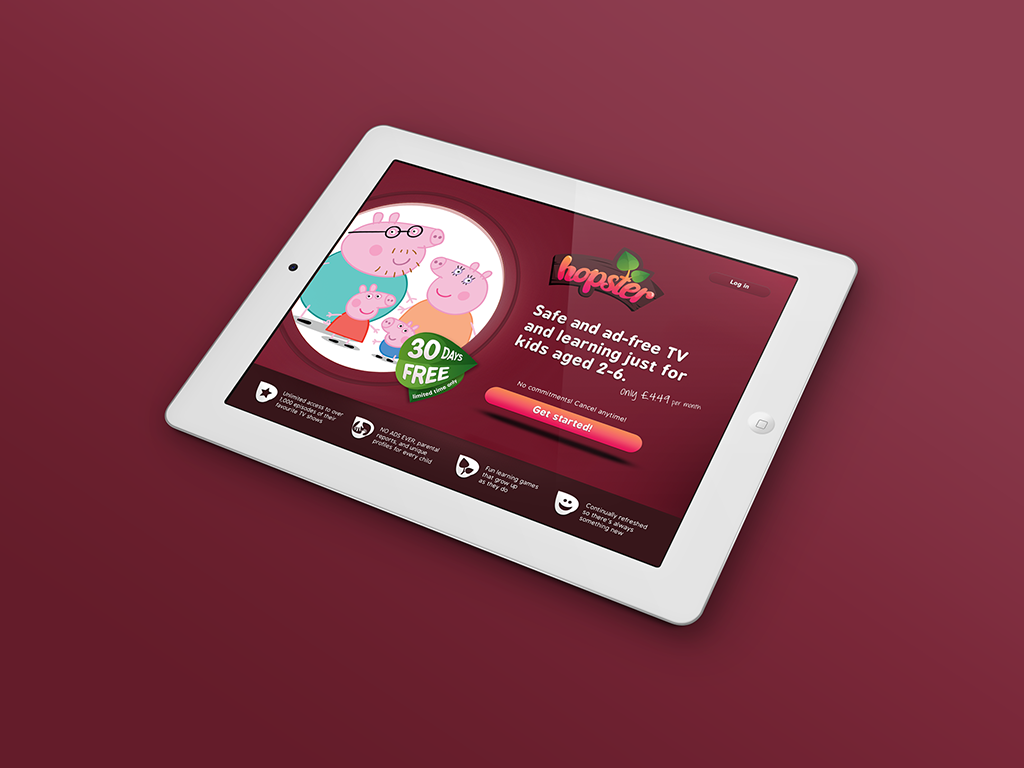 hopster
Log in
Safe and ad-free TV
and learning just for
kids aged 2-6.
only £4.49 per month
No commitments! Cancel anytime!
Get started!
30 DAYS
FREE
limited time only
Unlimited access to over
1,000 episodes of their
favourite TV shows
NO ADS EVER, parental
reports, and unique
profiles for every child
Fun learning games
that grow up
as they do
Continually refreshed
so there's always
something new